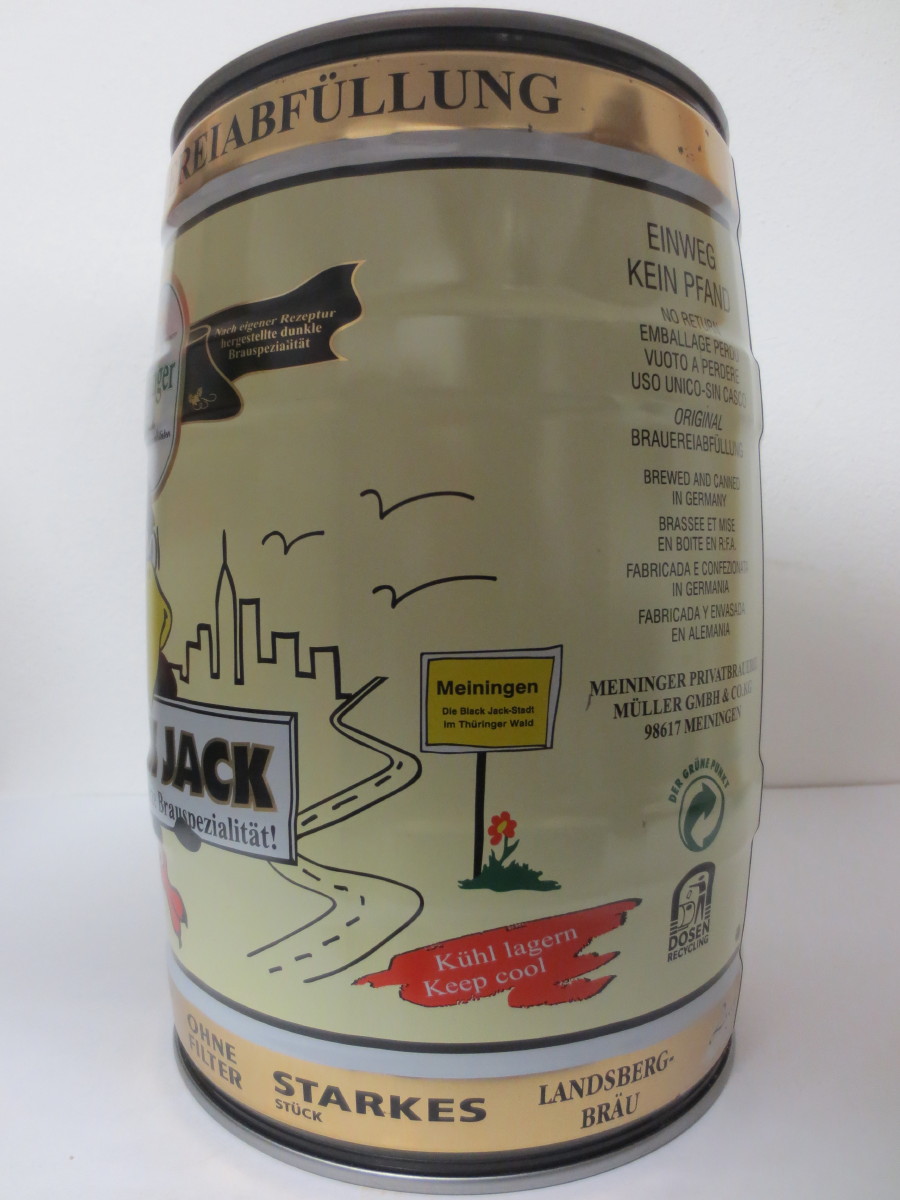 REIABFÜLLUNG
EINWEG
KEIN PFAND
NO RETURN
EMBALLAGE PERDU
VUOTO A PERDERE
USO UNICO-SIN CASCO
ORIGINAL
BRAUEREIABFÜLLUNG
BREWED AND CANNED
IN GERMANY
BRASSEE ET MISE
EN BOITE EN R.F.A.
FABRICADA E CONFEZIONATA
IN GERMANIA
FABRICADA Y ENVASADA
EN ALEMANIA
MEININGER PRIVATBRAUEREI
MÜLLER GMBH & CO. KG
98617 MEININGEN
DER GRÜNE PUNKT
DOSEN
RECYCLING
Nach eigener Rezeptur
hergestellte dunkle
Brauspezialität
ger
Meiningen
Die Black Jack-Stadt
im Thüringer Wald
JACK
Brauspezialität!
Kühl lagern
Keep cool
OHNE
FILTER
STARKES
STÜCK
LANDSBERG-
BRÄU